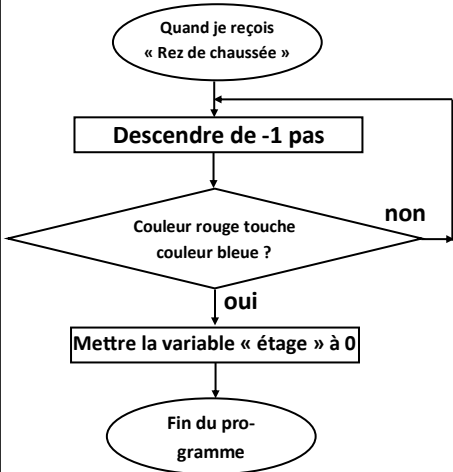 Quand je reçois
« Rez de chaussée »
Descendre de -1 pas
Couleur rouge touche
couleur bleue ?
non
oui
Mettre la variable « étage » à 0
Fin du pro-
gramme